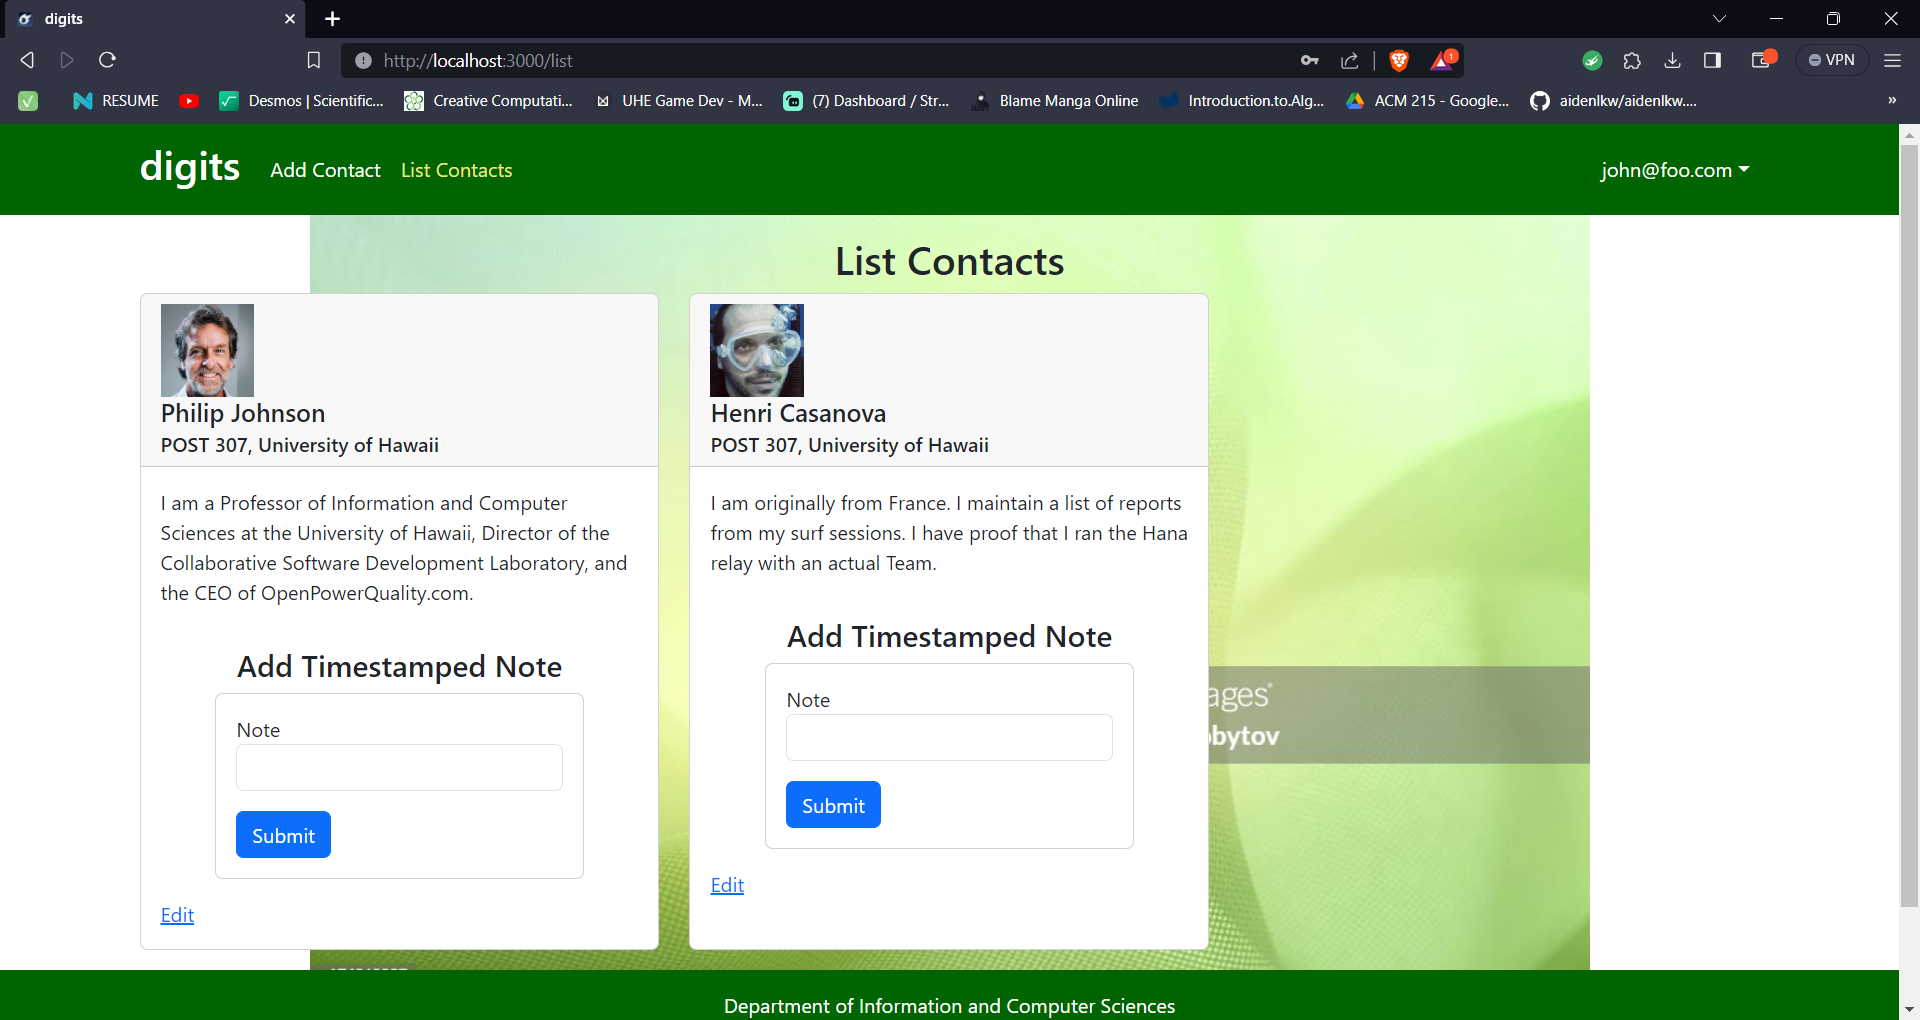 digits
http://localhost:3000/list
1
VPN
RESUME
Desmos | Scientific...
Creative Computati...
UHE Game Dev - M...
(7) Dashboard / Str...
Blame Manga Online
Introduction.to.Alg...
ACM 215 - Google...
aidenlkw/aidenlkw....
»
digits
Add Contact
List Contacts
john@foo.com
List Contacts
Philip Johnson
POST 307, University of Hawaii
I am a Professor of Information and Computer
Sciences at the University of Hawaii, Director of the
Collaborative Software Development Laboratory, and
the CEO of OpenPowerQuality.com.
Add Timestamped Note
Note
Submit
Edit
Henri Casanova
POST 307, University of Hawaii
I am originally from France. I maintain a list of reports
from my surf sessions. I have proof that I ran the Hana
relay with an actual Team.
Add Timestamped Note
Note
Submit
Edit
ages
bytov
Department of Information and Computer Sciences